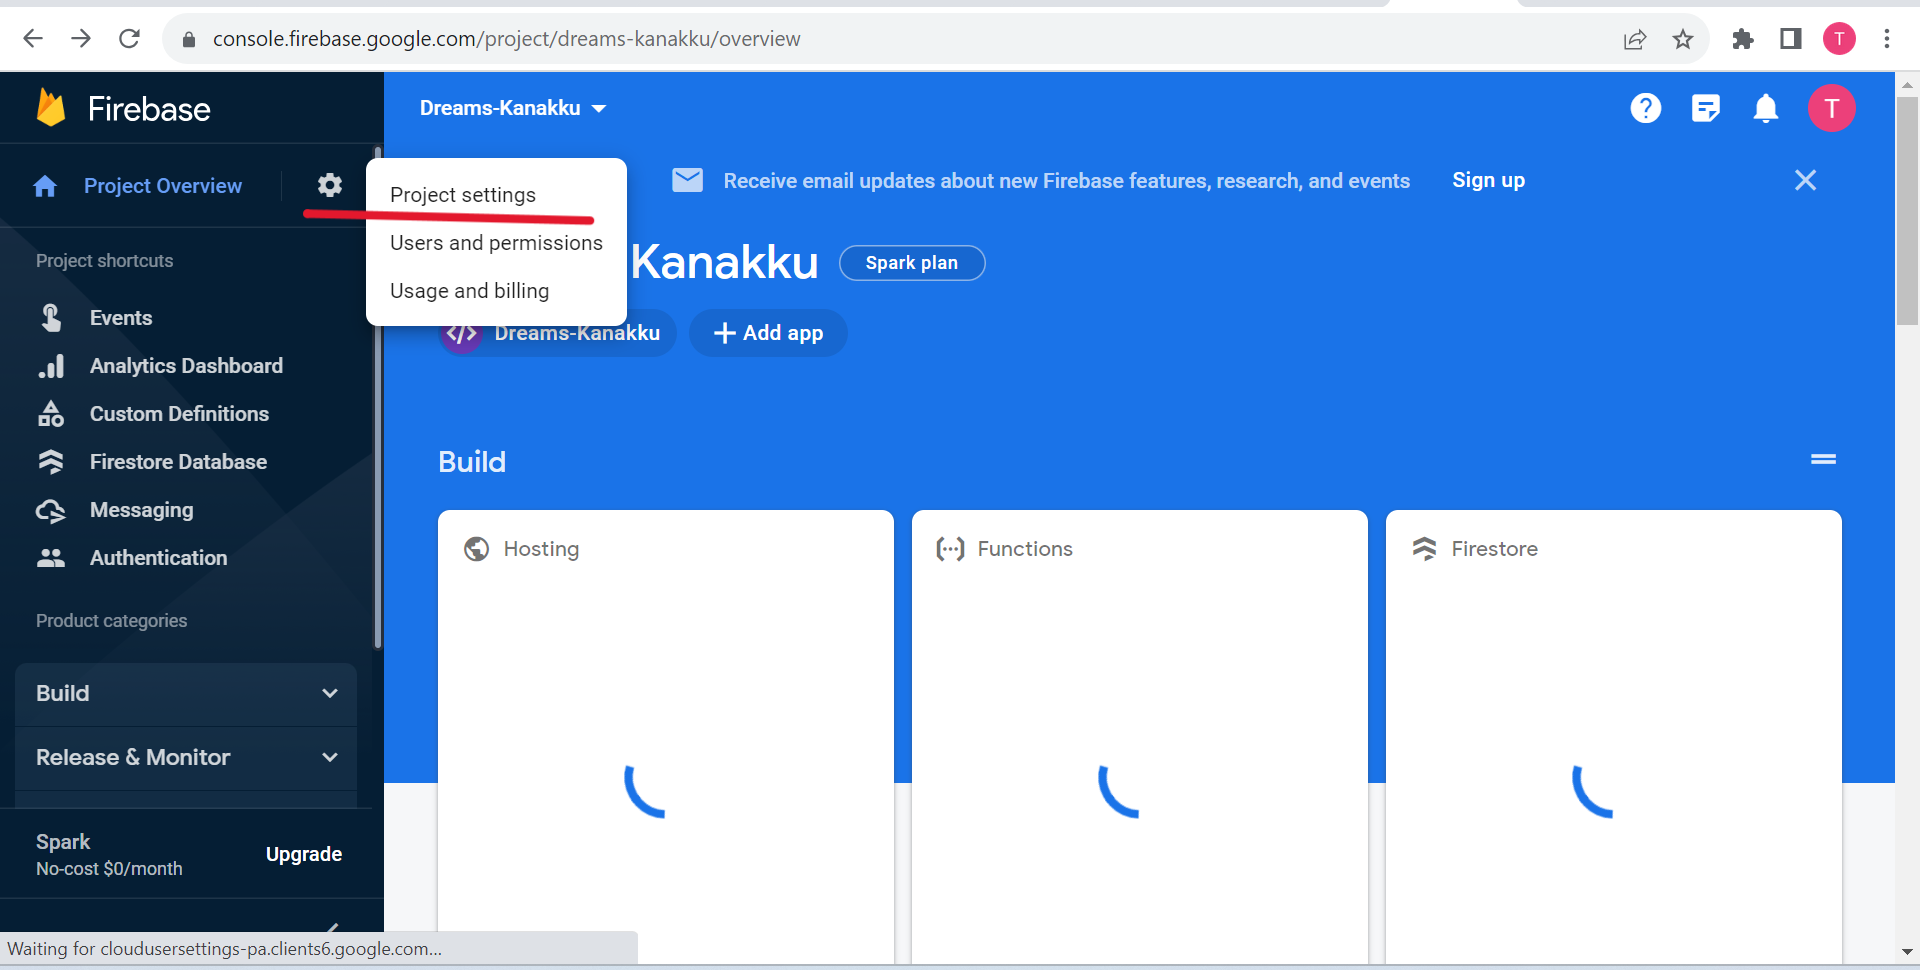 console.firebase.google.com/project/dreams-kanakku/overview
T
Firebase
Dreams-Kanakku
T
Project Overview
Project settings
Users and permissions
Usage and billing
Receive email updates about new Firebase features, research, and events
Sign up
Kanakku
Spark plan
Dreams-Kanakku
Add app
Project shortcuts
Events
Analytics Dashboard
Custom Definitions
Firestore Database
Messaging
Authentication
Product categories
Build
Release & Monitor
Spark
No-cost $0/month
Upgrade
Build
Hosting
Functions
Firestore
Waiting for cloudusersettings-pa.clients6.google.com...